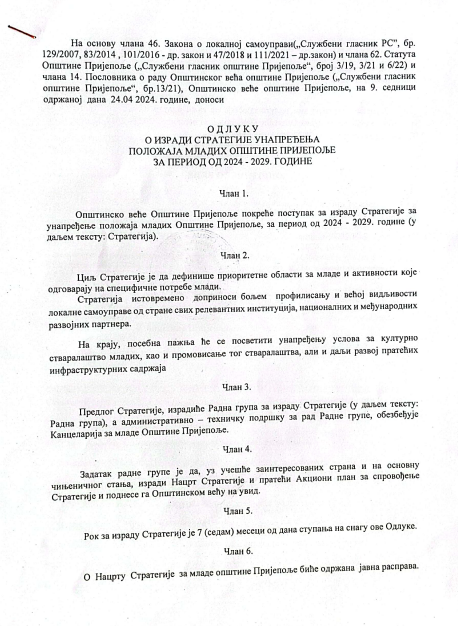 На основу члана 46. Закона о локалној самоуправи(„Службени гласник РС", бр.
129/2007, 83/2014 , 101/2016 - др. закон и 47/2018 и 111/2021 – др.закон) и члана 62. Статута
Општине Пријепоље („Службени гласник општине Пријепоље", број 3/19, 3/21 и 6/22) и
члана 14. Пословника о раду Општинског већа општине Пријепоље („Службени гласник
општине Пријепоље", бр.13/21), Општинско веће општине Пријепоље, на 9. седници
одржаној дана 24.04 2024. године, доноси
О Д Л У К У
О ИЗРАДИ СТРАТЕГИЈЕ УНАПРЕЂЕЊА
ПОЛОЖАЈА МЛАДИХ ОПШТИНЕ ПРИЈЕПОЉЕ
ЗА ПЕРИОД ОД 2024 - 2029. ГОДИНЕ
Члан 1.
Општинско веће Општине Пријепоље покреће поступак за израду Стратегије за
унапређење положаја младих Општине Пријепоље, за период од 2024 - 2029. године (у
даљем тексту: Стратегија).
Члан 2.
Циљ Стратегије је да дефинише приоритетне области за младе и активности које
одговарају на специфичне потребе млади.
Стратегија истовремено доприноси бољем профилисању и већој видљивости
локалне самоуправе од стране свих релевантних институција, националних и међународних
развојних партнера.
На крају, посебна пажња ће се посветити унапређењу услова за културно
стваралаштво младих, као и промовисање тог стваралаштва, али и даљи развој пратећих
инфраструктурних садржаја
Члан 3.
Предлог Стратегије, израдиће Радна група за израду Стратегије (у даљем тексту:
Радна група), а административно – техничку подршку за рад Радне групе, обезбеђује
Канцеларија за младе Општине Пријепоље.
Члан 4.
Задатак радне групе је да, уз учешће заинтересованих страна и на основну
чињеничног стања, изради Нацрт Стратегије и пратећи Акциони план за спровођење
Стратегије и поднесе га Општинском већу на увид.
Члан 5.
Рок за израду Стратегије је 7 (седам) месеци од дана ступања на снагу ове Одлуке.
Члан 6.
О Нацрту Стратегије за младе општине Пријепоље биће одржана јавна расправа.